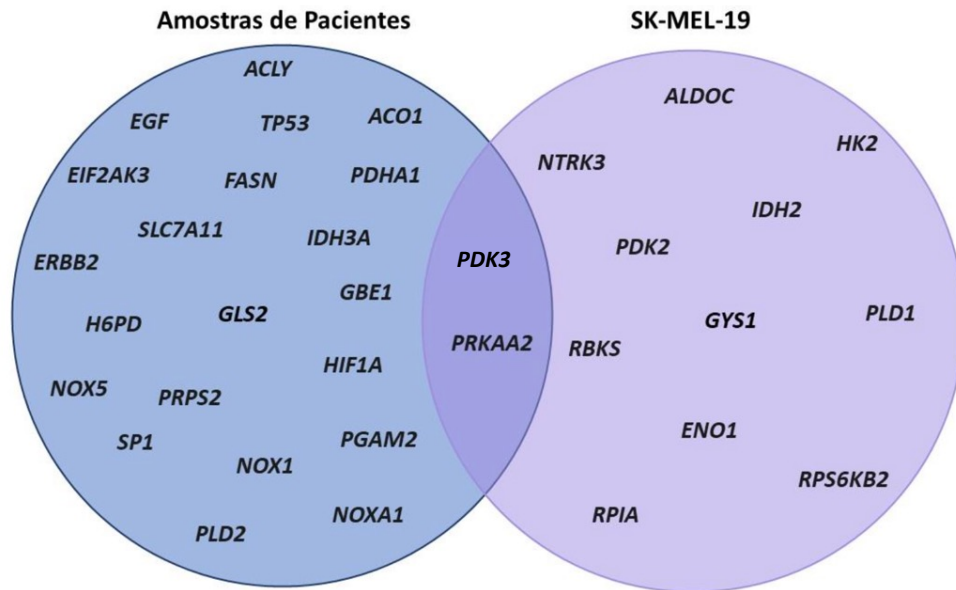 Amostras de Pacientes
SK-MEL-19
ACLY
EGF
TP53
ACO1
EIF2AK3
FASN
PDHA1
SLC7A11
IDH3A
ERBB2
GBE1
H6PD
GLS2
HIF1A
NOX5
PRPS2
SP1
PGAM2
NOX1
PLD2
NOXA1
PDK3
PRKAA2
ALDOC
HK2
NTRK3
IDH2
PDK2
PLD1
GYS1
RBKS
ENO1
RPS6KB2
RPIA